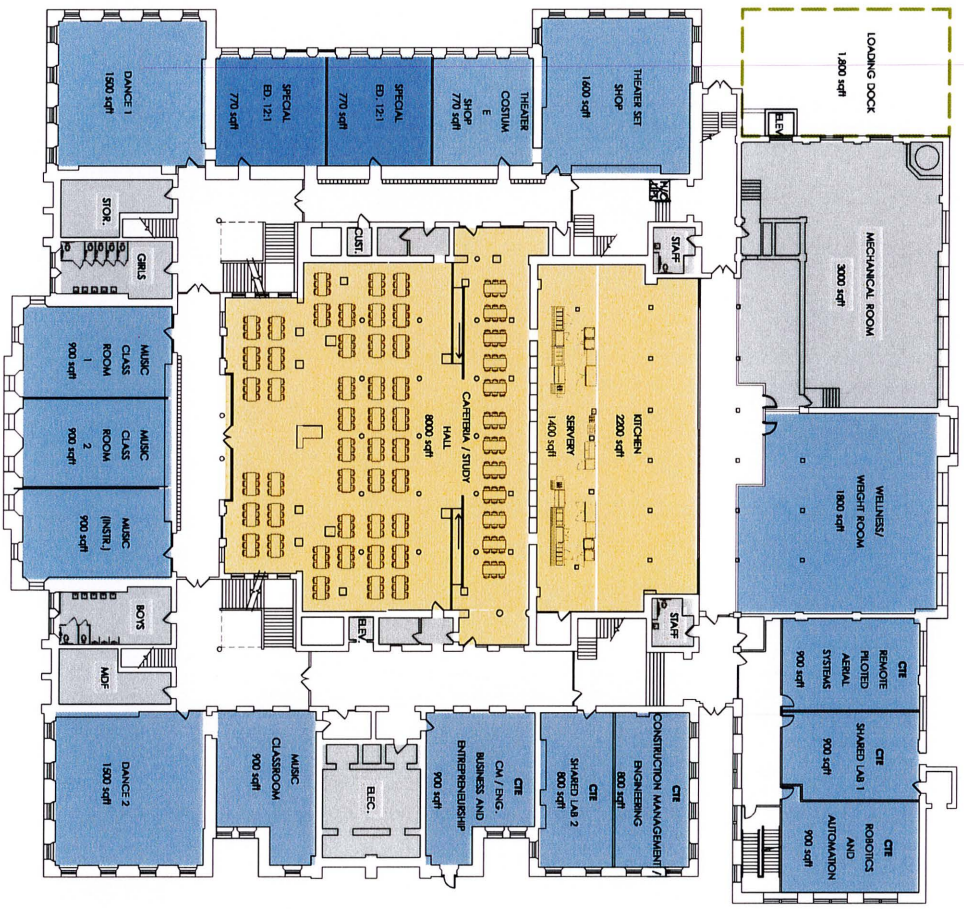 LOADING DOCK
1,800 sqft
ELEV
MECHANICAL ROOM
3000 sqft
WELLNESS/
WEIGHT ROOM
1800 sqft
CTE
REMOTE
PILOTED
AERIAL
SYSTEMS
900 sqft
CTE
SHARED LAB 1
900 sqft
CTE
ROBOTICS
AND
AUTOMATION
900 sqft
THEATER SET
SHOP
1600 sqft
STAFF
KITCHEN
2200 sqft
SERVERY
1400 sqft
STAFF
CTE
CONSTRUCTION MANAGEMENT /
ENGINEERING
800 sqft
CTE
SHARED LAB 2
800 sqft
THEATER
COSTUM
E
SHOP
770 sqft
SPECIAL
ED. 12:1
770 sqft
SPECIAL
ED. 12:1
770 sqft
CUST.
CAFETERIA / STUDY
HALL
8000 sqft
ELEV.
CTE
CM / ENG.
BUSINESS AND
ENTREPRENEURSHIP
900 sqft
ELEC.
MUSIC
CLASSROOM
900 sqft
DANCE 1
1500 sqft
STOR.
GIRLS
MUSIC
CLASS
ROOM
1
900 sqft
MUSIC
CLASS
ROOM
2
900 sqft
MUSIC
(INSTR.)
900 sqft
BOYS
MDF
DANCE 2
1500 sqft